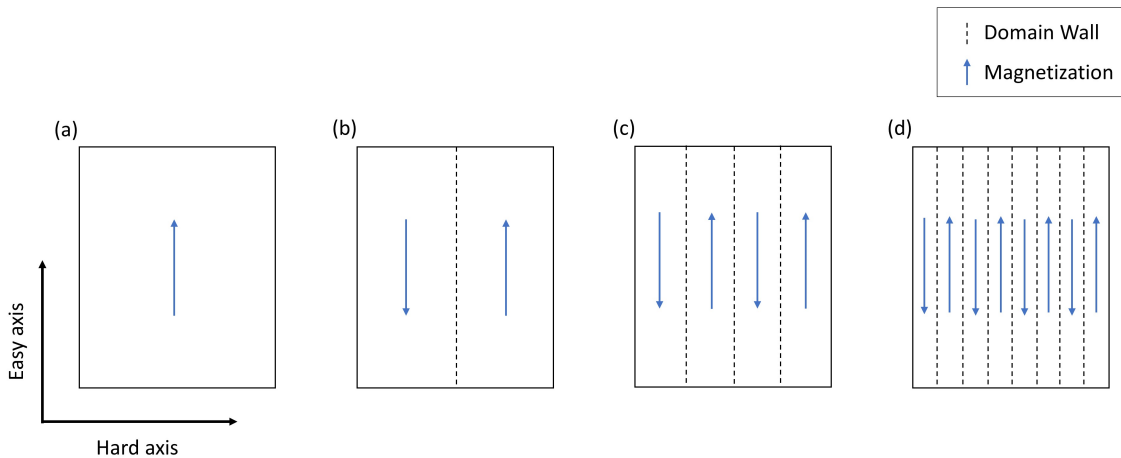 Domain Wall
Magnetization
(a)
(b)
(c)
(d)
Easy axis
Hard axis